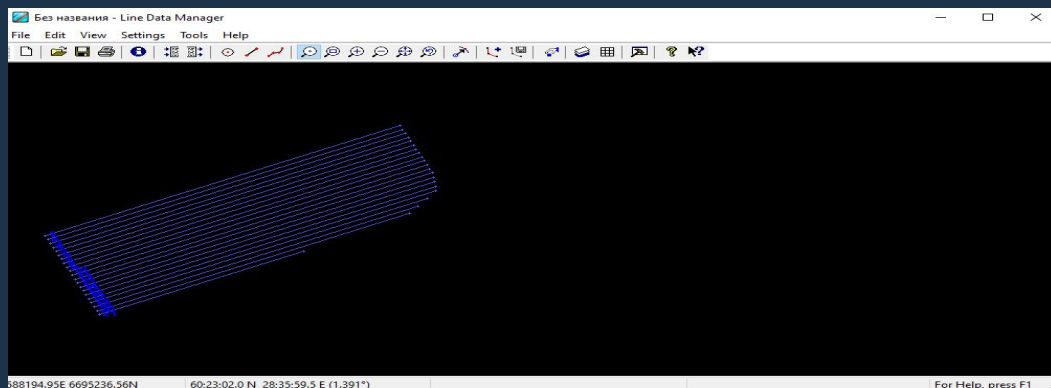 Без названия - Line Data Manager
File Edit View Settings Tools Help
588194.95E 6695236.56N 60:23:02.0 N 28:35:59.5 E (1.391°) For Help, press F1